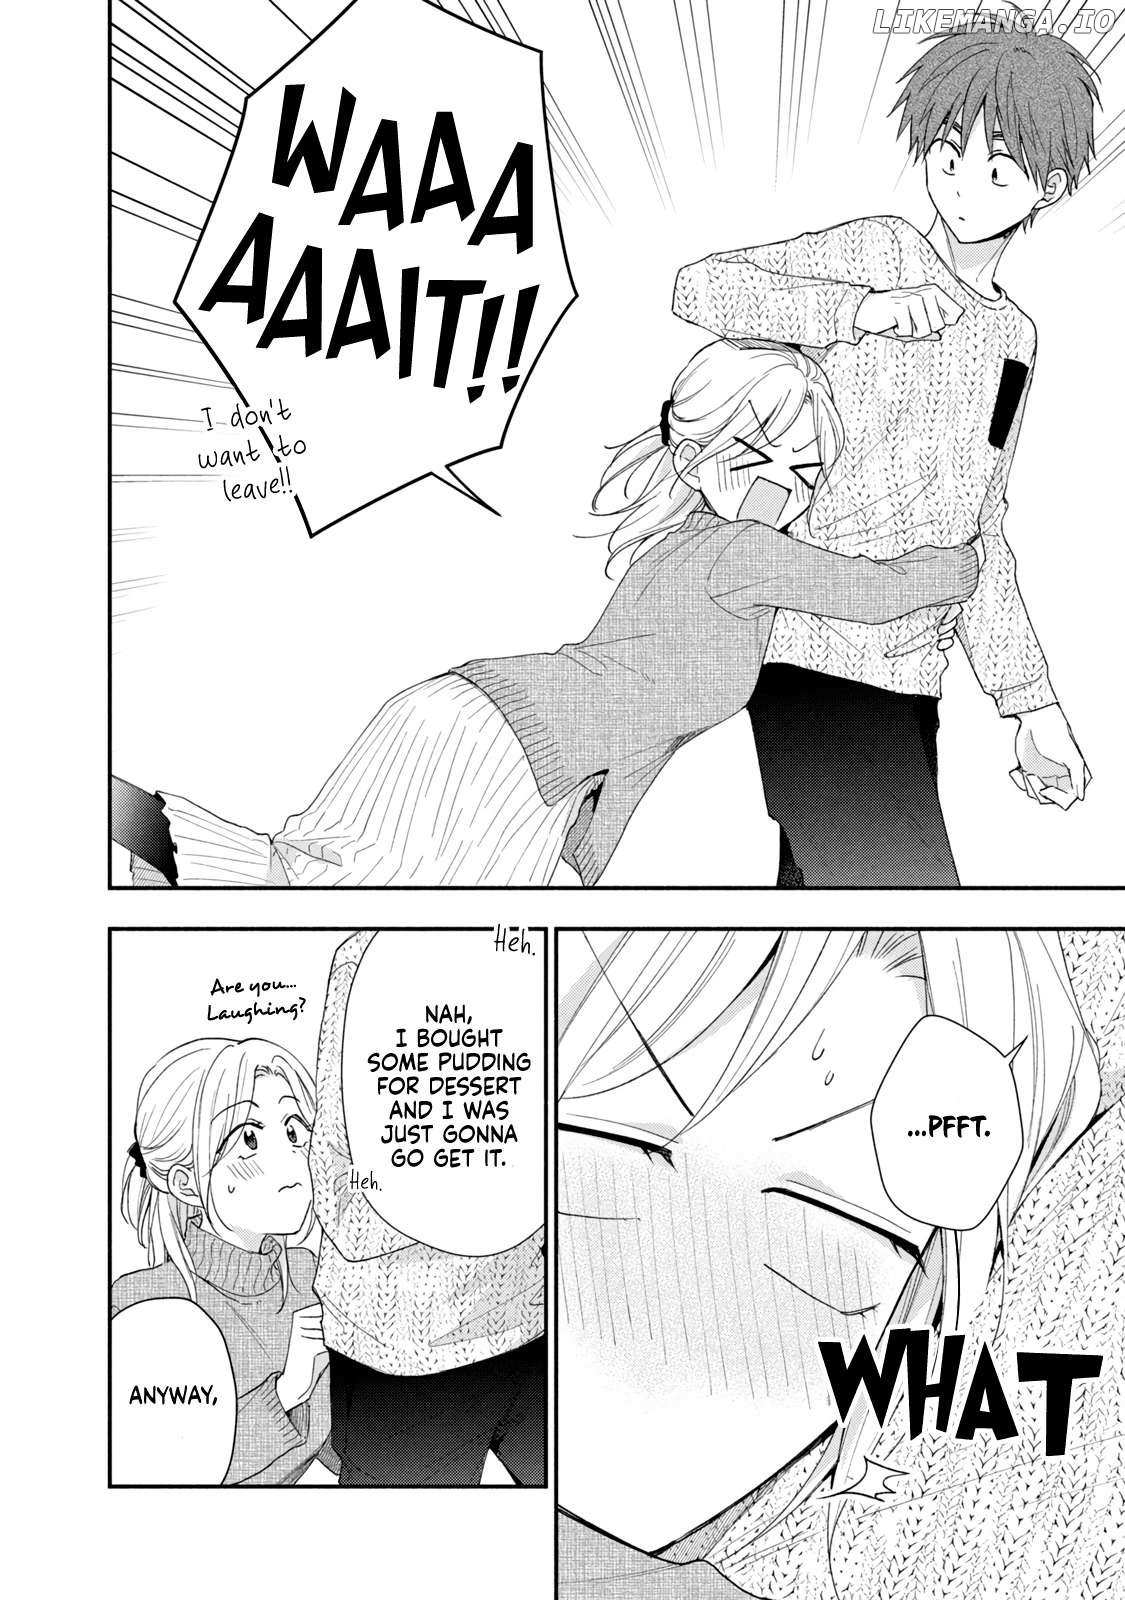 LIKEMANGA.IO
WAAA
AAAIT!!
I don't
want to
leave!!
...PFFT.
WHAT
Heh.
NAH,
I BOUGHT
SOME PUDDING
FOR DESSERT
AND I WAS
JUST GONNA
GO GET IT.
Heh.
Are you...
Laughing?
ANYWAY,